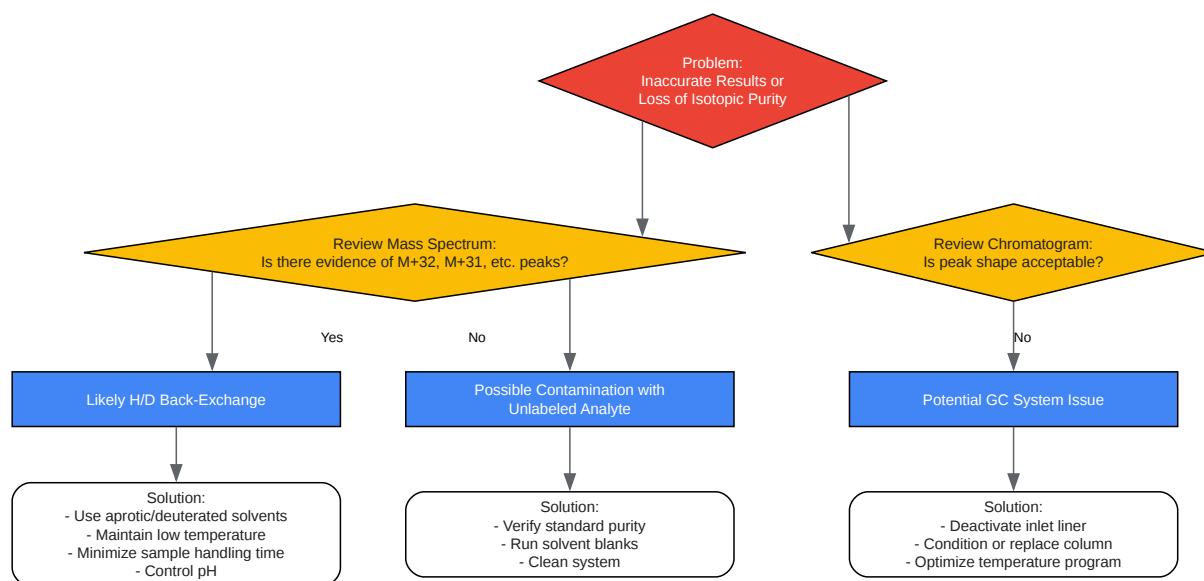 Problem:
Inaccurate Results or
Loss of Isotopic Purity
Review Mass Spectrum:
Is there evidence of M+32, M+31, etc. peaks?
Review Chromatogram:
Is peak shape acceptable?
Yes
No
No
Likely H/D Back-Exchange
Possible Contamination with
Unlabeled Analyte
Potential GC System Issue
Solution:
- Use aprotic/deuterated solvents
- Maintain low temperature
- Minimize sample handling time
- Control pH
Solution:
- Verify standard purity
- Run solvent blanks
- Clean system
Solution:
- Deactivate inlet liner
- Condition or replace column
- Optimize temperature program